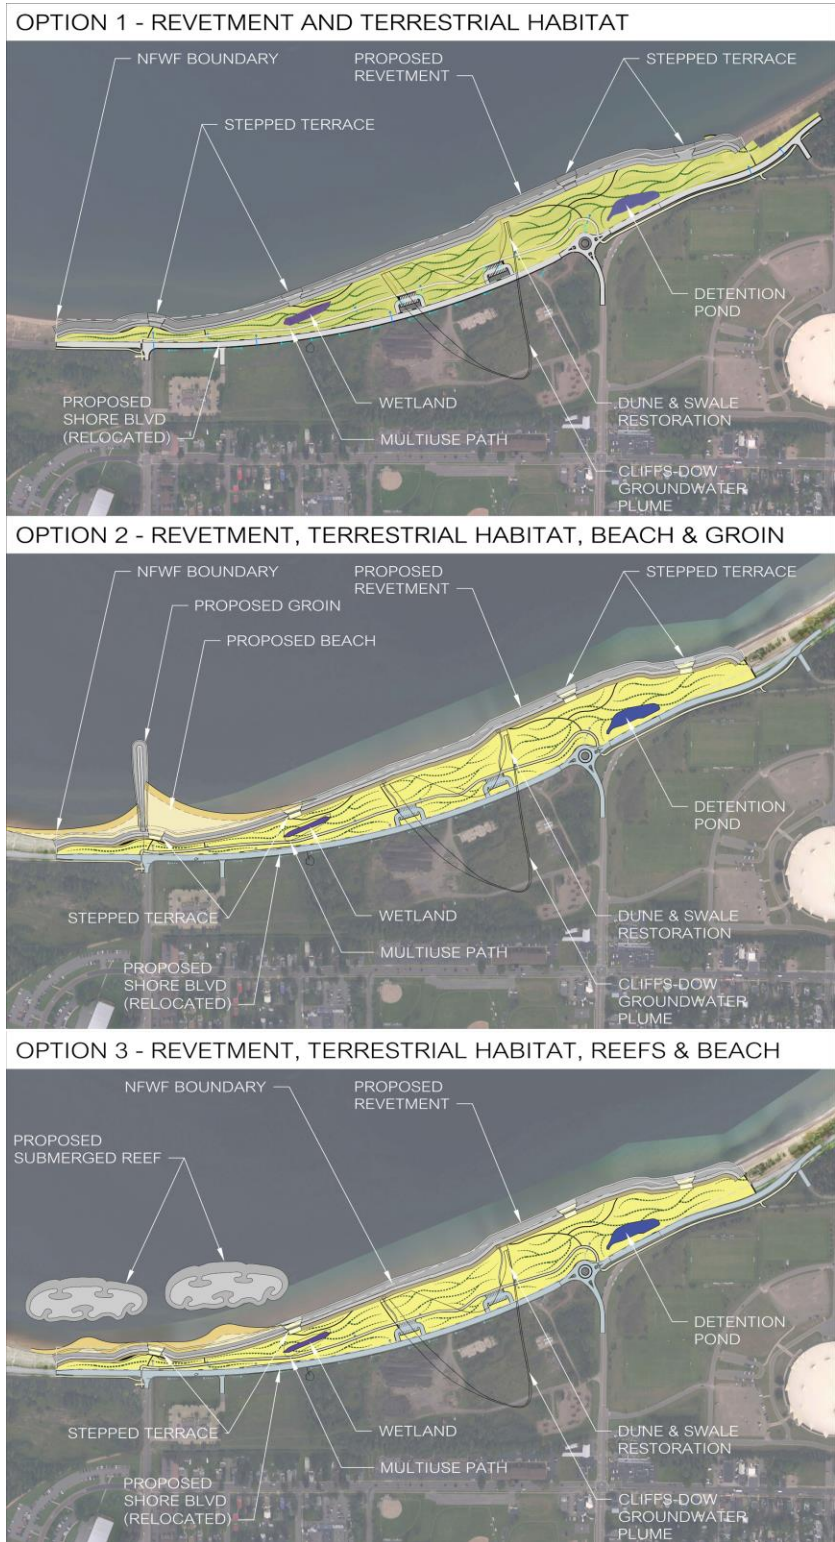 OPTION 1 - REVETMENT AND TERRESTRIAL HABITAT
NFWF BOUNDARY
PROPOSED
REVETMENT
STEPPED TERRACE
STEPPED TERRACE
DETENTION
POND
PROPOSED
SHORE BLVD
(RELOCATED)
WETLAND
MULTIUSE PATH
DUNE & SWALE
RESTORATION
CLIFFS-DOW
GROUNDWATER
PLUME
OPTION 2 - REVETMENT, TERRESTRIAL HABITAT, BEACH & GROIN
NFWF BOUNDARY
PROPOSED
REVETMENT
STEPPED TERRACE
PROPOSED GROIN
PROPOSED BEACH
DETENTION
POND
STEPPED TERRACE
WETLAND
DUNE & SWALE
RESTORATION
MULTIUSE PATH
PROPOSED
SHORE BLVD
(RELOCATED)
CLIFFS-DOW
GROUNDWATER
PLUME
OPTION 3 - REVETMENT, TERRESTRIAL HABITAT, REEFS & BEACH
NFWF BOUNDARY
PROPOSED
REVETMENT
PROPOSED
SUBMERGED REEF
DETENTION
POND
STEPPED TERRACE
WETLAND
DUNE & SWALE
RESTORATION
MULTIUSE PATH
PROPOSED
SHORE BLVD
(RELOCATED)
CLIFFS-DOW
GROUNDWATER
PLUME